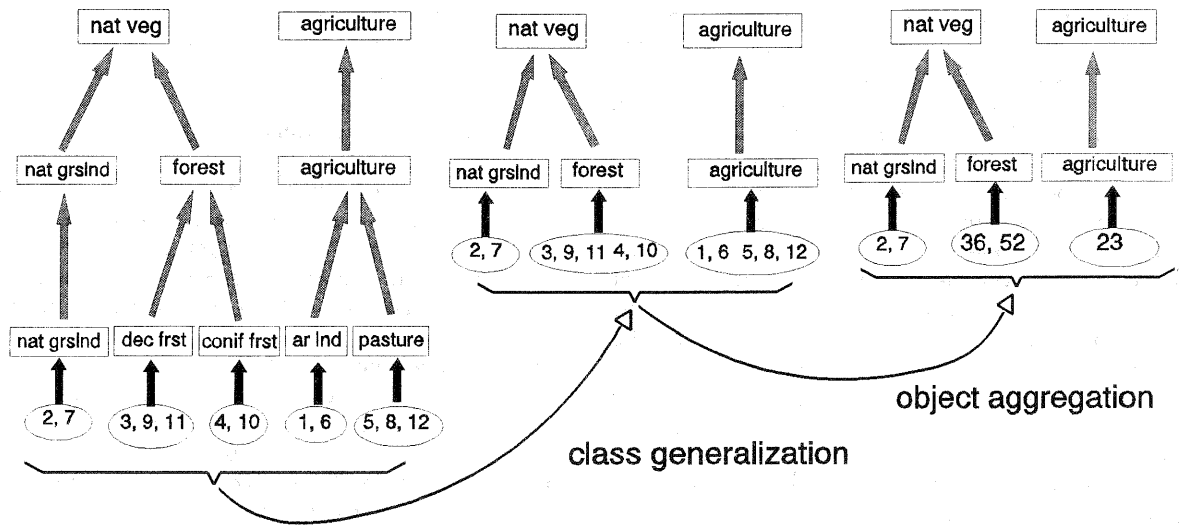 nat veg
agriculture
nat grslnd
forest
agriculture
nat grslnd
dec frst
conif frst
ar lnd
pasture
2, 7
3, 9, 11
4, 10
1, 6
5, 8, 12
nat veg
agriculture
nat grslnd
forest
agriculture
2, 7
3, 9, 11 4, 10
1, 6 5, 8, 12
nat veg
agriculture
nat grslnd
forest
agriculture
2, 7
36, 52
23
class generalization
object aggregation